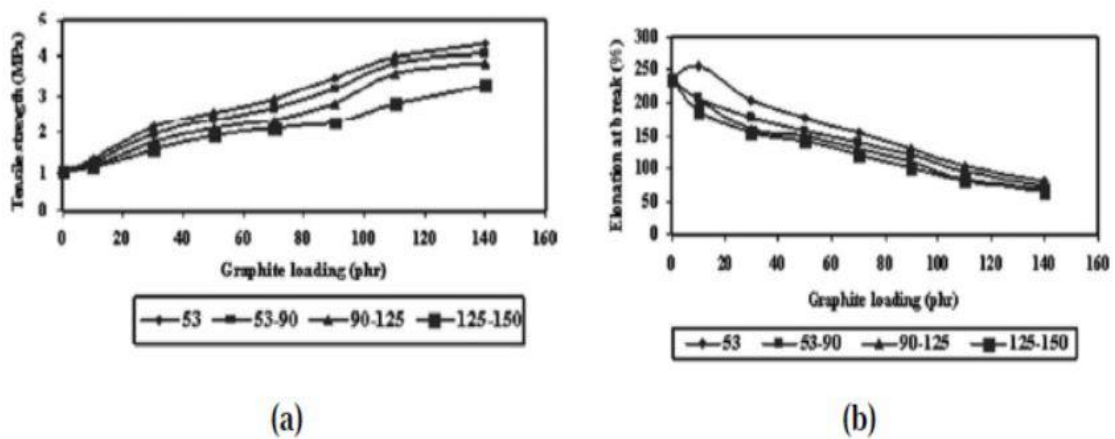 Tensile strength (MPa)
5
4
3
2
1
0
0 20 40 60 80 100 120 140 160
Graphite loading (phr)
53 53-90 90-125 125-150
(a)
Elonation at break (%)
300
250
200
150
100
50
0
0 20 40 60 80 100 120 140 160
Graphite loading (phr)
53 53-90 90-125 125-150
(b)